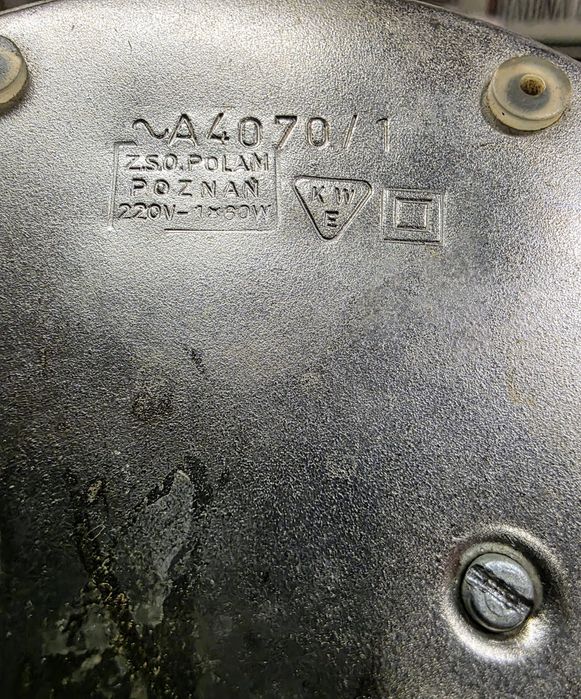 ~A4070/1
Z.S.O. POLAM
POZNAŃ
220V-1×60W
KW
E